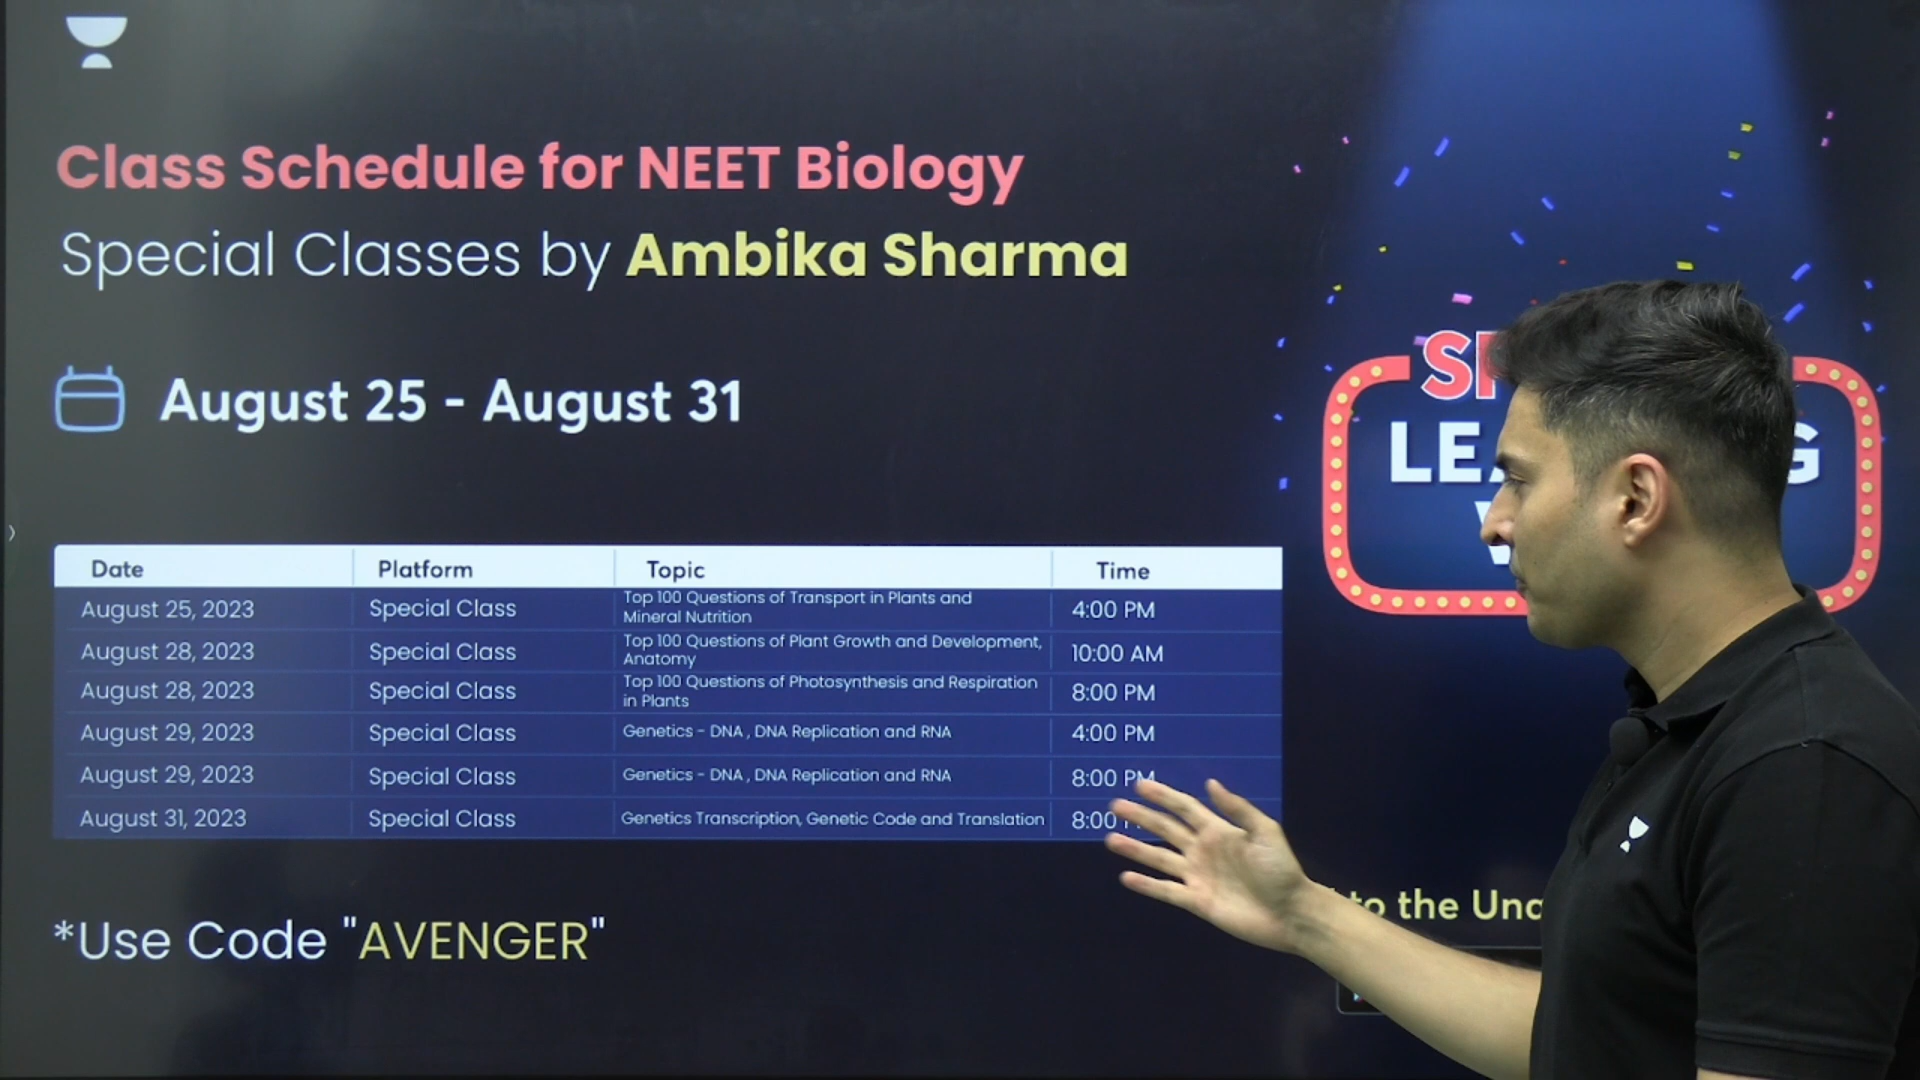 Class Schedule for NEET Biology
Special Classes by Ambika Sharma
August 25 - August 31
Date Platform Topic Time
August 25, 2023 Special Class Top 100 Questions of Transport in Plants and
Mineral Nutrition 4:00 PM
August 28, 2023 Special Class Top 100 Questions of Plant Growth and Development,
Anatomy 10:00 AM
August 28, 2023 Special Class Top 100 Questions of Photosynthesis and Respiration
in Plants 8:00 PM
August 29, 2023 Special Class Genetics - DNA , DNA Replication and RNA 4:00 PM
August 29, 2023 Special Class Genetics - DNA , DNA Replication and RNA 8:00 PM
August 31, 2023 Special Class Genetics Transcription, Genetic Code and Translation 8:00
*Use Code "AVENGER"
to the